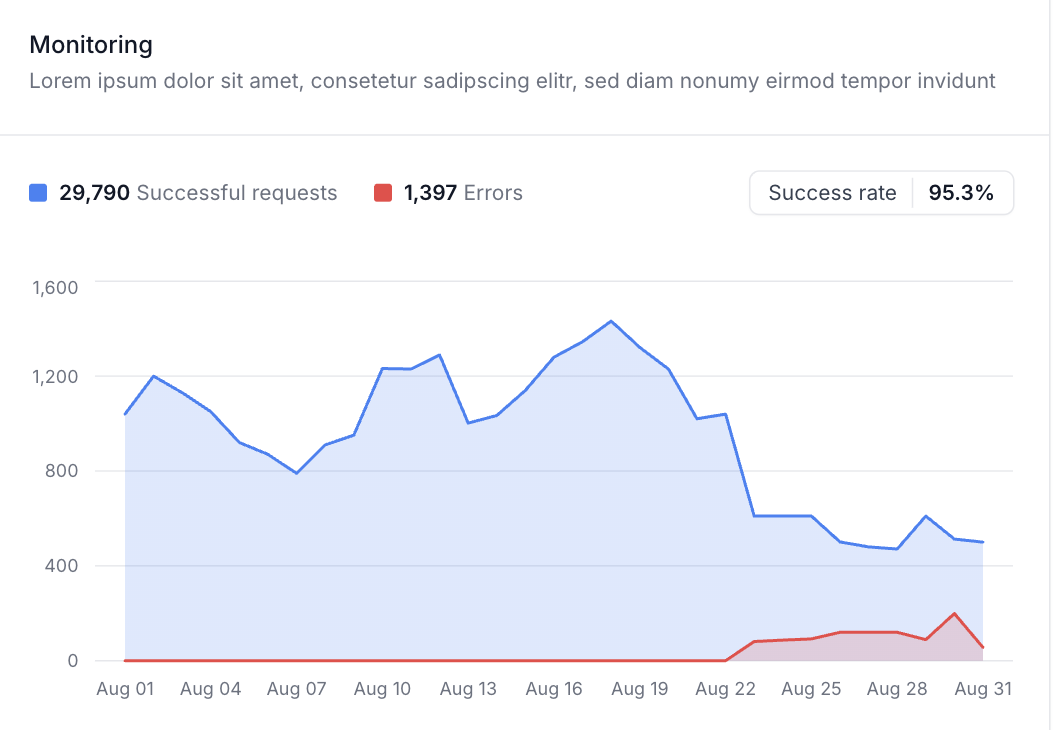 Monitoring
Lorem ipsum dolor sit amet, consetetur sadipscing elitr, sed diam nonumy eirmod tempor invidunt
29,790 Successful requests 1,397 Errors Success rate 95.3%
1,600
1,200
800
400
0
Aug 01 Aug 04 Aug 07 Aug 10 Aug 13 Aug 16 Aug 19 Aug 22 Aug 25 Aug 28 Aug 31